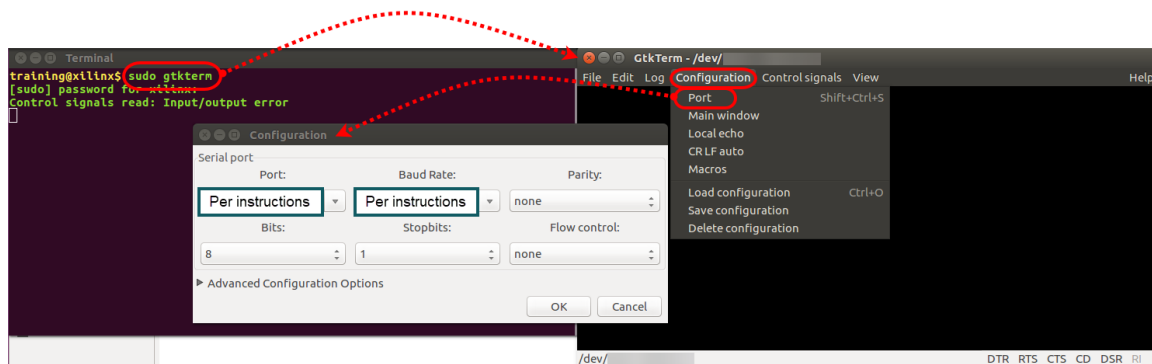 Terminal
training@xilinx$ sudo gtkterm
[sudo] password for xilinx:
Control signals read: Input/output error
GtkTerm - /dev/
File Edit Log Configuration Control signals View Help
Port Shift+Ctrl+S
Main window
Local echo
CR LF auto
Macros
Load configuration Ctrl+O
Save configuration
Delete configuration
Configuration
Serial port
Port: Baud Rate: Parity:
Per instructions Per instructions none
Bits: Stopbits: Flow control:
8 1 none
Advanced Configuration Options
OK Cancel
/dev/ DTR RTS CTS CD DSR RI